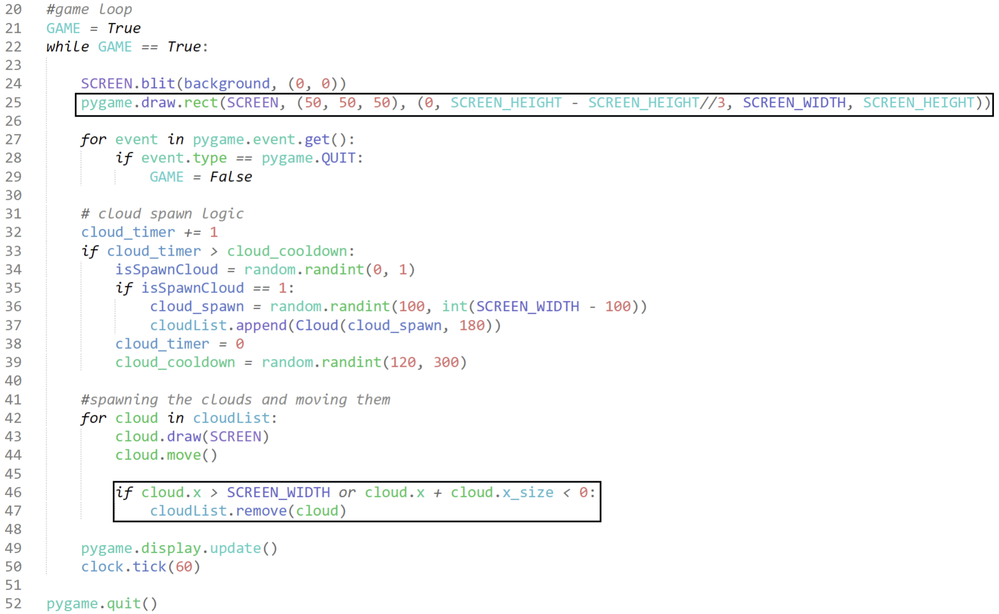 20 #game loop
21 GAME = True
22 while GAME == True:
23
24     SCREEN.blit(background, (0, 0))
25     pygame.draw.rect(SCREEN, (50, 50, 50), (0, SCREEN_HEIGHT - SCREEN_HEIGHT//3, SCREEN_WIDTH, SCREEN_HEIGHT))
26
27     for event in pygame.event.get():
28         if event.type == pygame.QUIT:
29             GAME = False
30
31     # cloud spawn logic
32     cloud_timer += 1
33     if cloud_timer > cloud_cooldown:
34         isSpawnCloud = random.randint(0, 1)
35         if isSpawnCloud == 1:
36             cloud_spawn = random.randint(100, int(SCREEN_WIDTH - 100))
37             cloudList.append(Cloud(cloud_spawn, 180))
38         cloud_timer = 0
39         cloud_cooldown = random.randint(120, 300)
40
41     #spawning the clouds and moving them
42     for cloud in cloudList:
43         cloud.draw(SCREEN)
44         cloud.move()
45
46         if cloud.x > SCREEN_WIDTH or cloud.x + cloud.x_size < 0:
47             cloudList.remove(cloud)
48
49     pygame.display.update()
50     clock.tick(60)
51
52 pygame.quit()